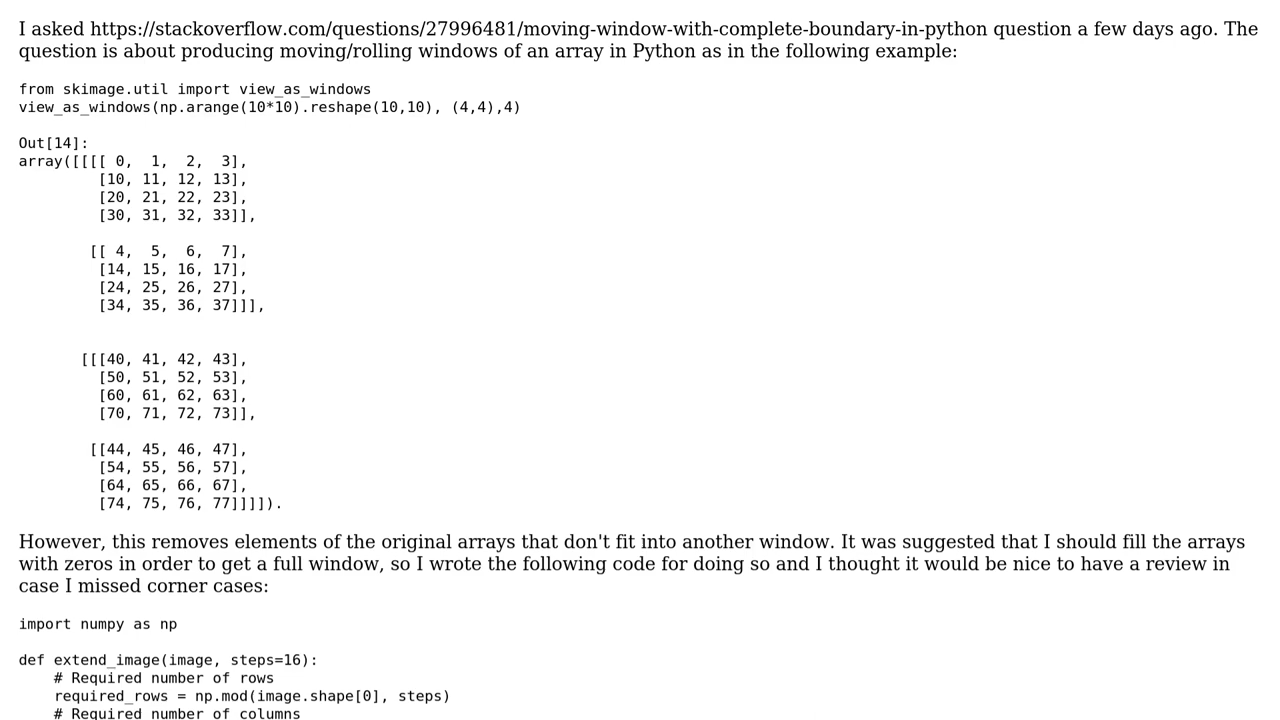 I asked https://stackoverflow.com/questions/27996481/moving-window-with-complete-boundary-in-python question a few days ago. The
question is about producing moving/rolling windows of an array in Python as in the following example:
from skimage.util import view_as_windows
view_as_windows(np.arange(10*10).reshape(10,10), (4,4),4)
Out[14]:
array([[[[ 0,  1,  2,  3],
         [10, 11, 12, 13],
         [20, 21, 22, 23],
         [30, 31, 32, 33]],
        [[ 4,  5,  6,  7],
         [14, 15, 16, 17],
         [24, 25, 26, 27],
         [34, 35, 36, 37]]],
       [[[40, 41, 42, 43],
         [50, 51, 52, 53],
         [60, 61, 62, 63],
         [70, 71, 72, 73]],
        [[44, 45, 46, 47],
         [54, 55, 56, 57],
         [64, 65, 66, 67],
         [74, 75, 76, 77]]]]).
However, this removes elements of the original arrays that don't fit into another window. It was suggested that I should fill the arrays
with zeros in order to get a full window, so I wrote the following code for doing so and I thought it would be nice to have a review in
case I missed corner cases:
import numpy as np
def extend_image(image, steps=16):
    # Required number of rows
    required_rows = np.mod(image.shape[0], steps)
    # Required number of columns